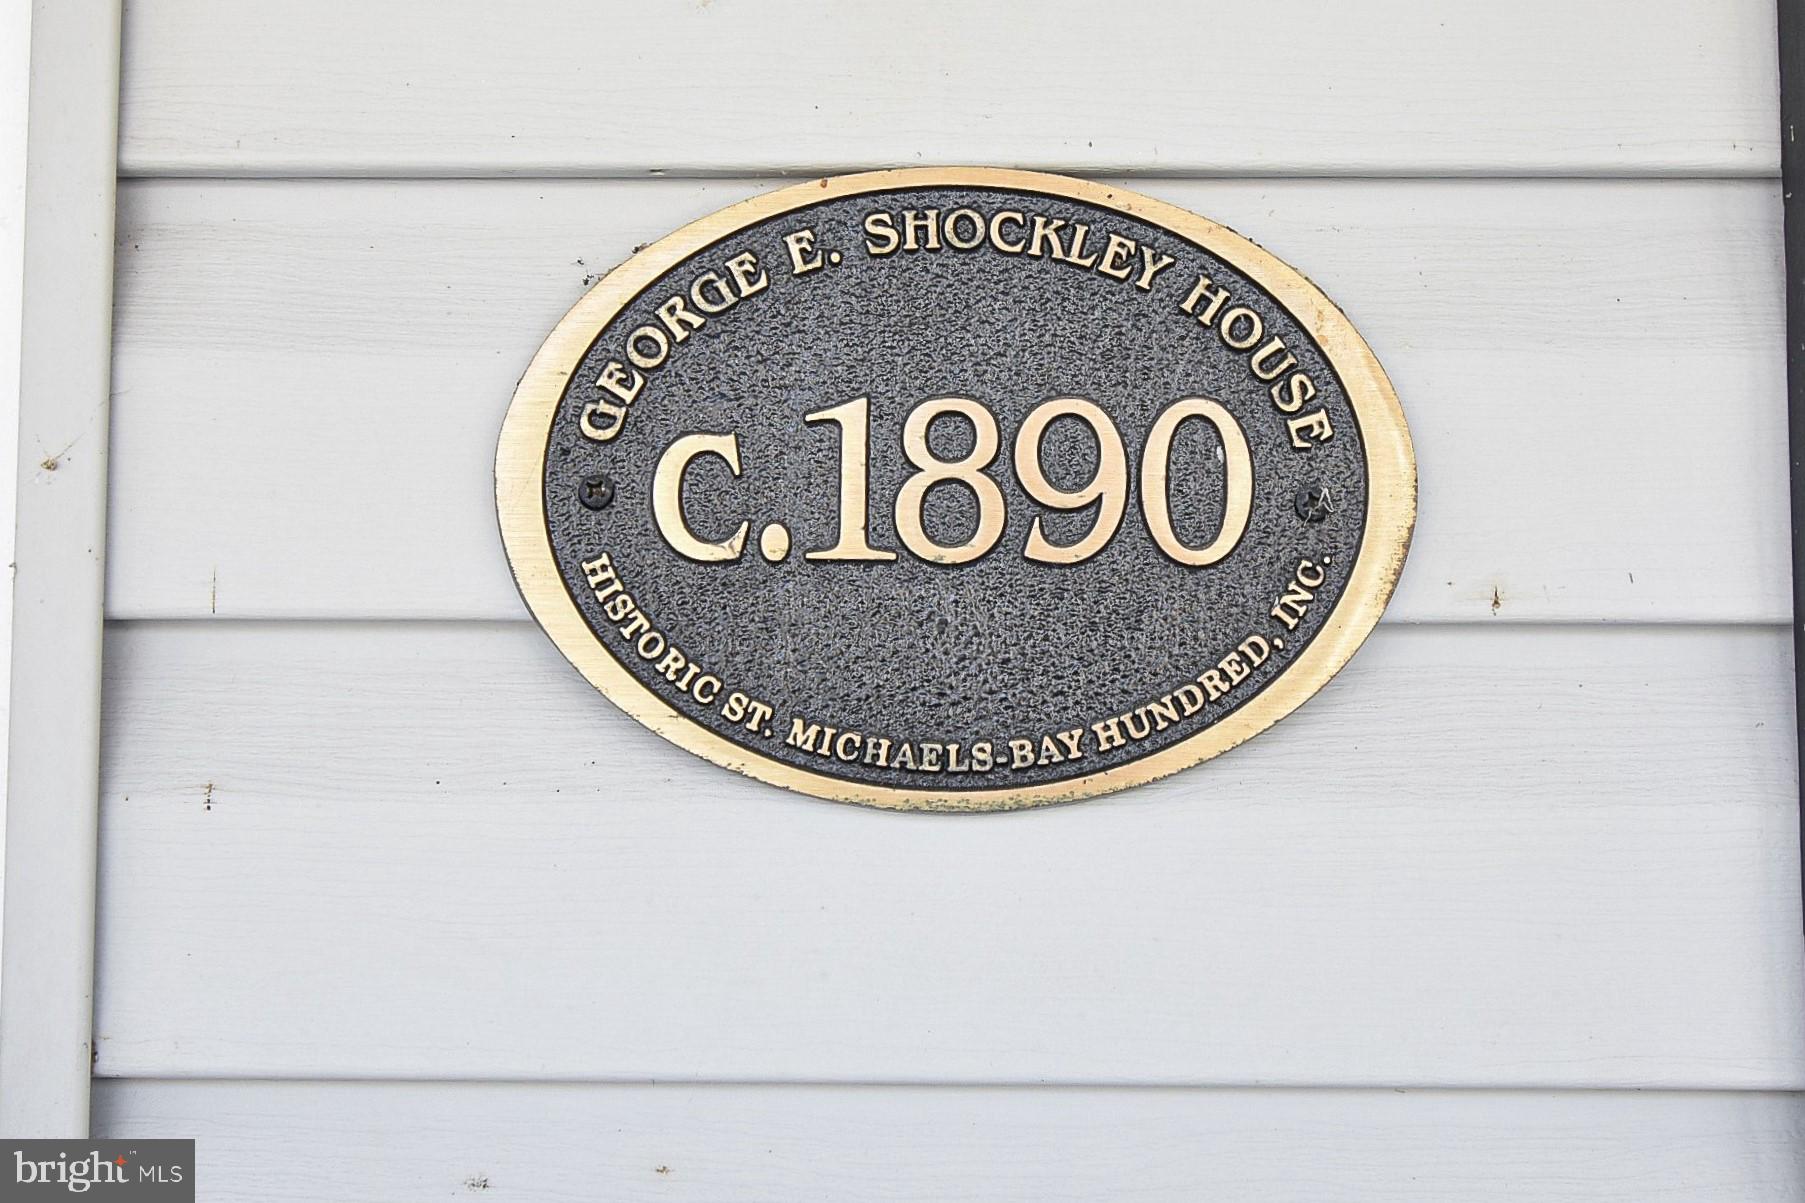 GEORGE E. SHOCKLEY HOUSE
c.1890
HISTORIC ST. MICHAELS-BAY HUNDRED, INC.
bright MLS